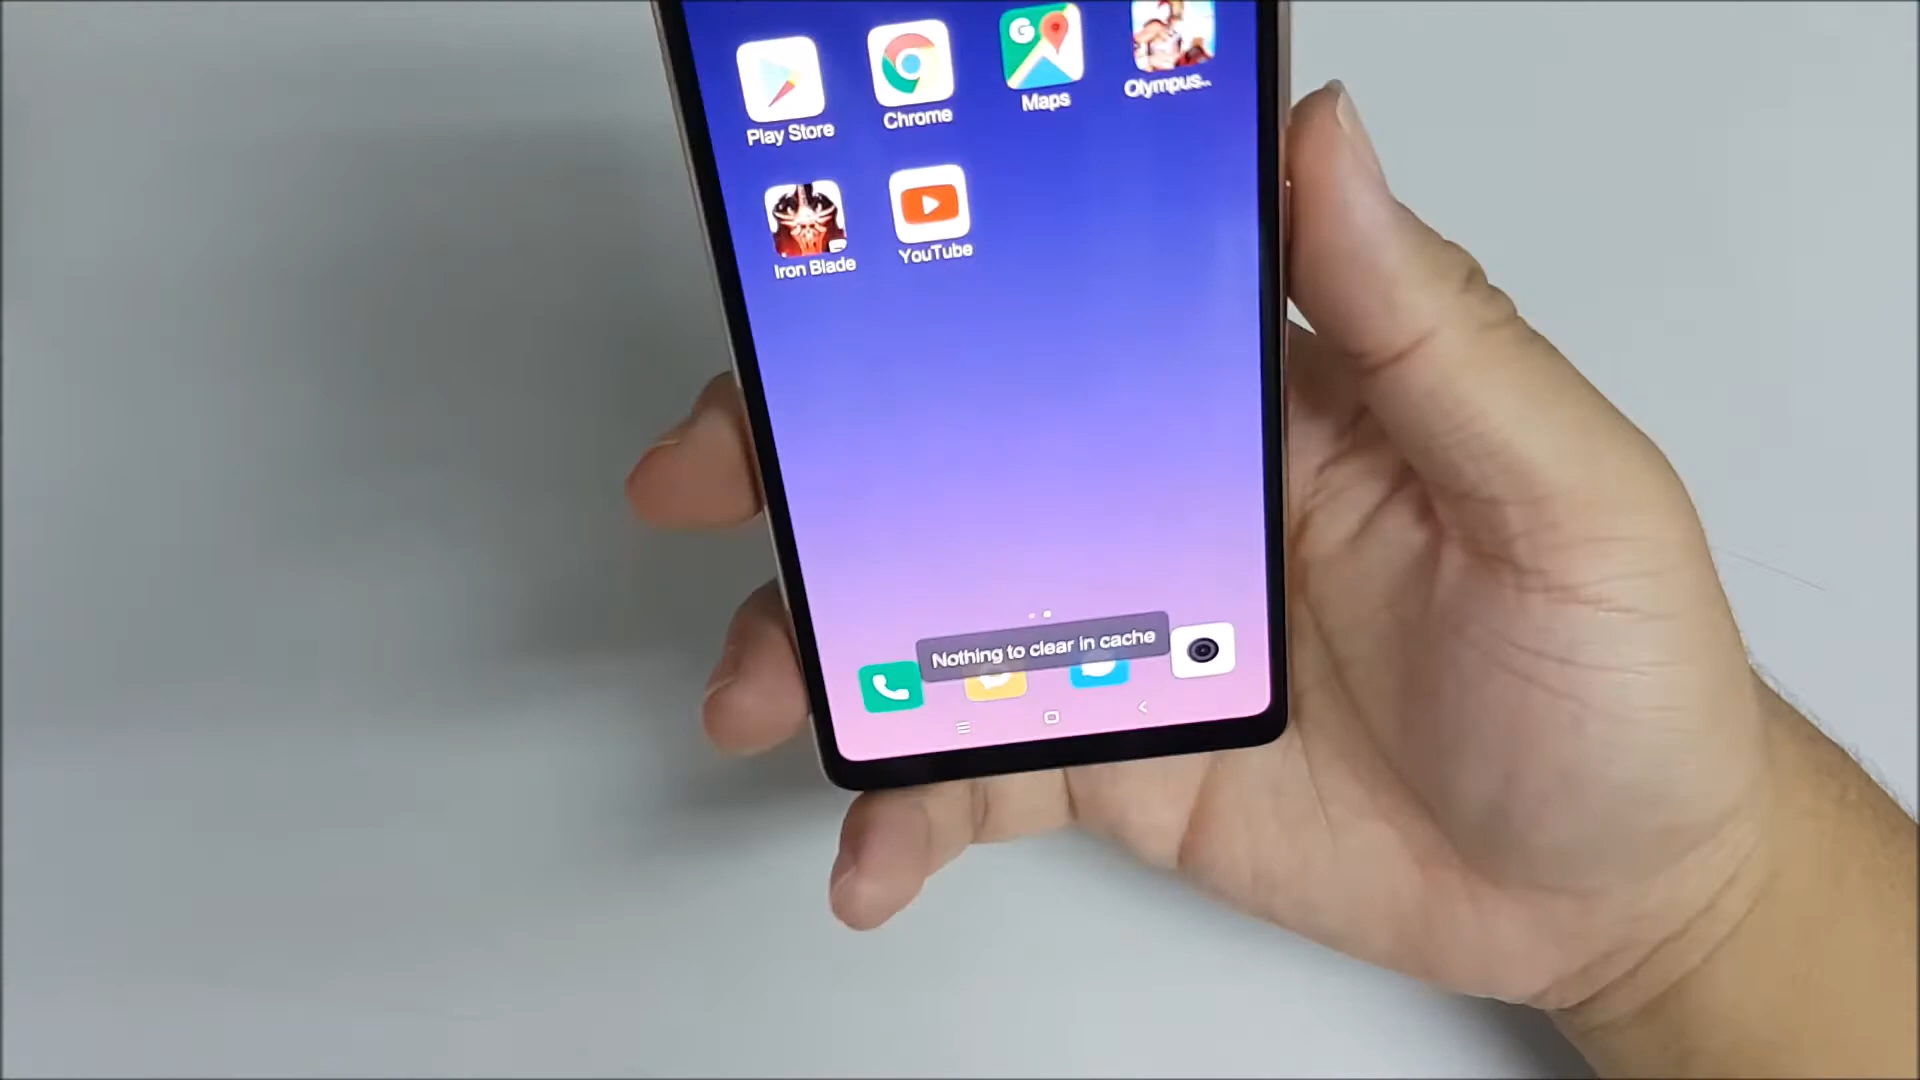 Play Store
Chrome
Maps
Olympus..
Iron Blade
YouTube
Nothing to clear in cache